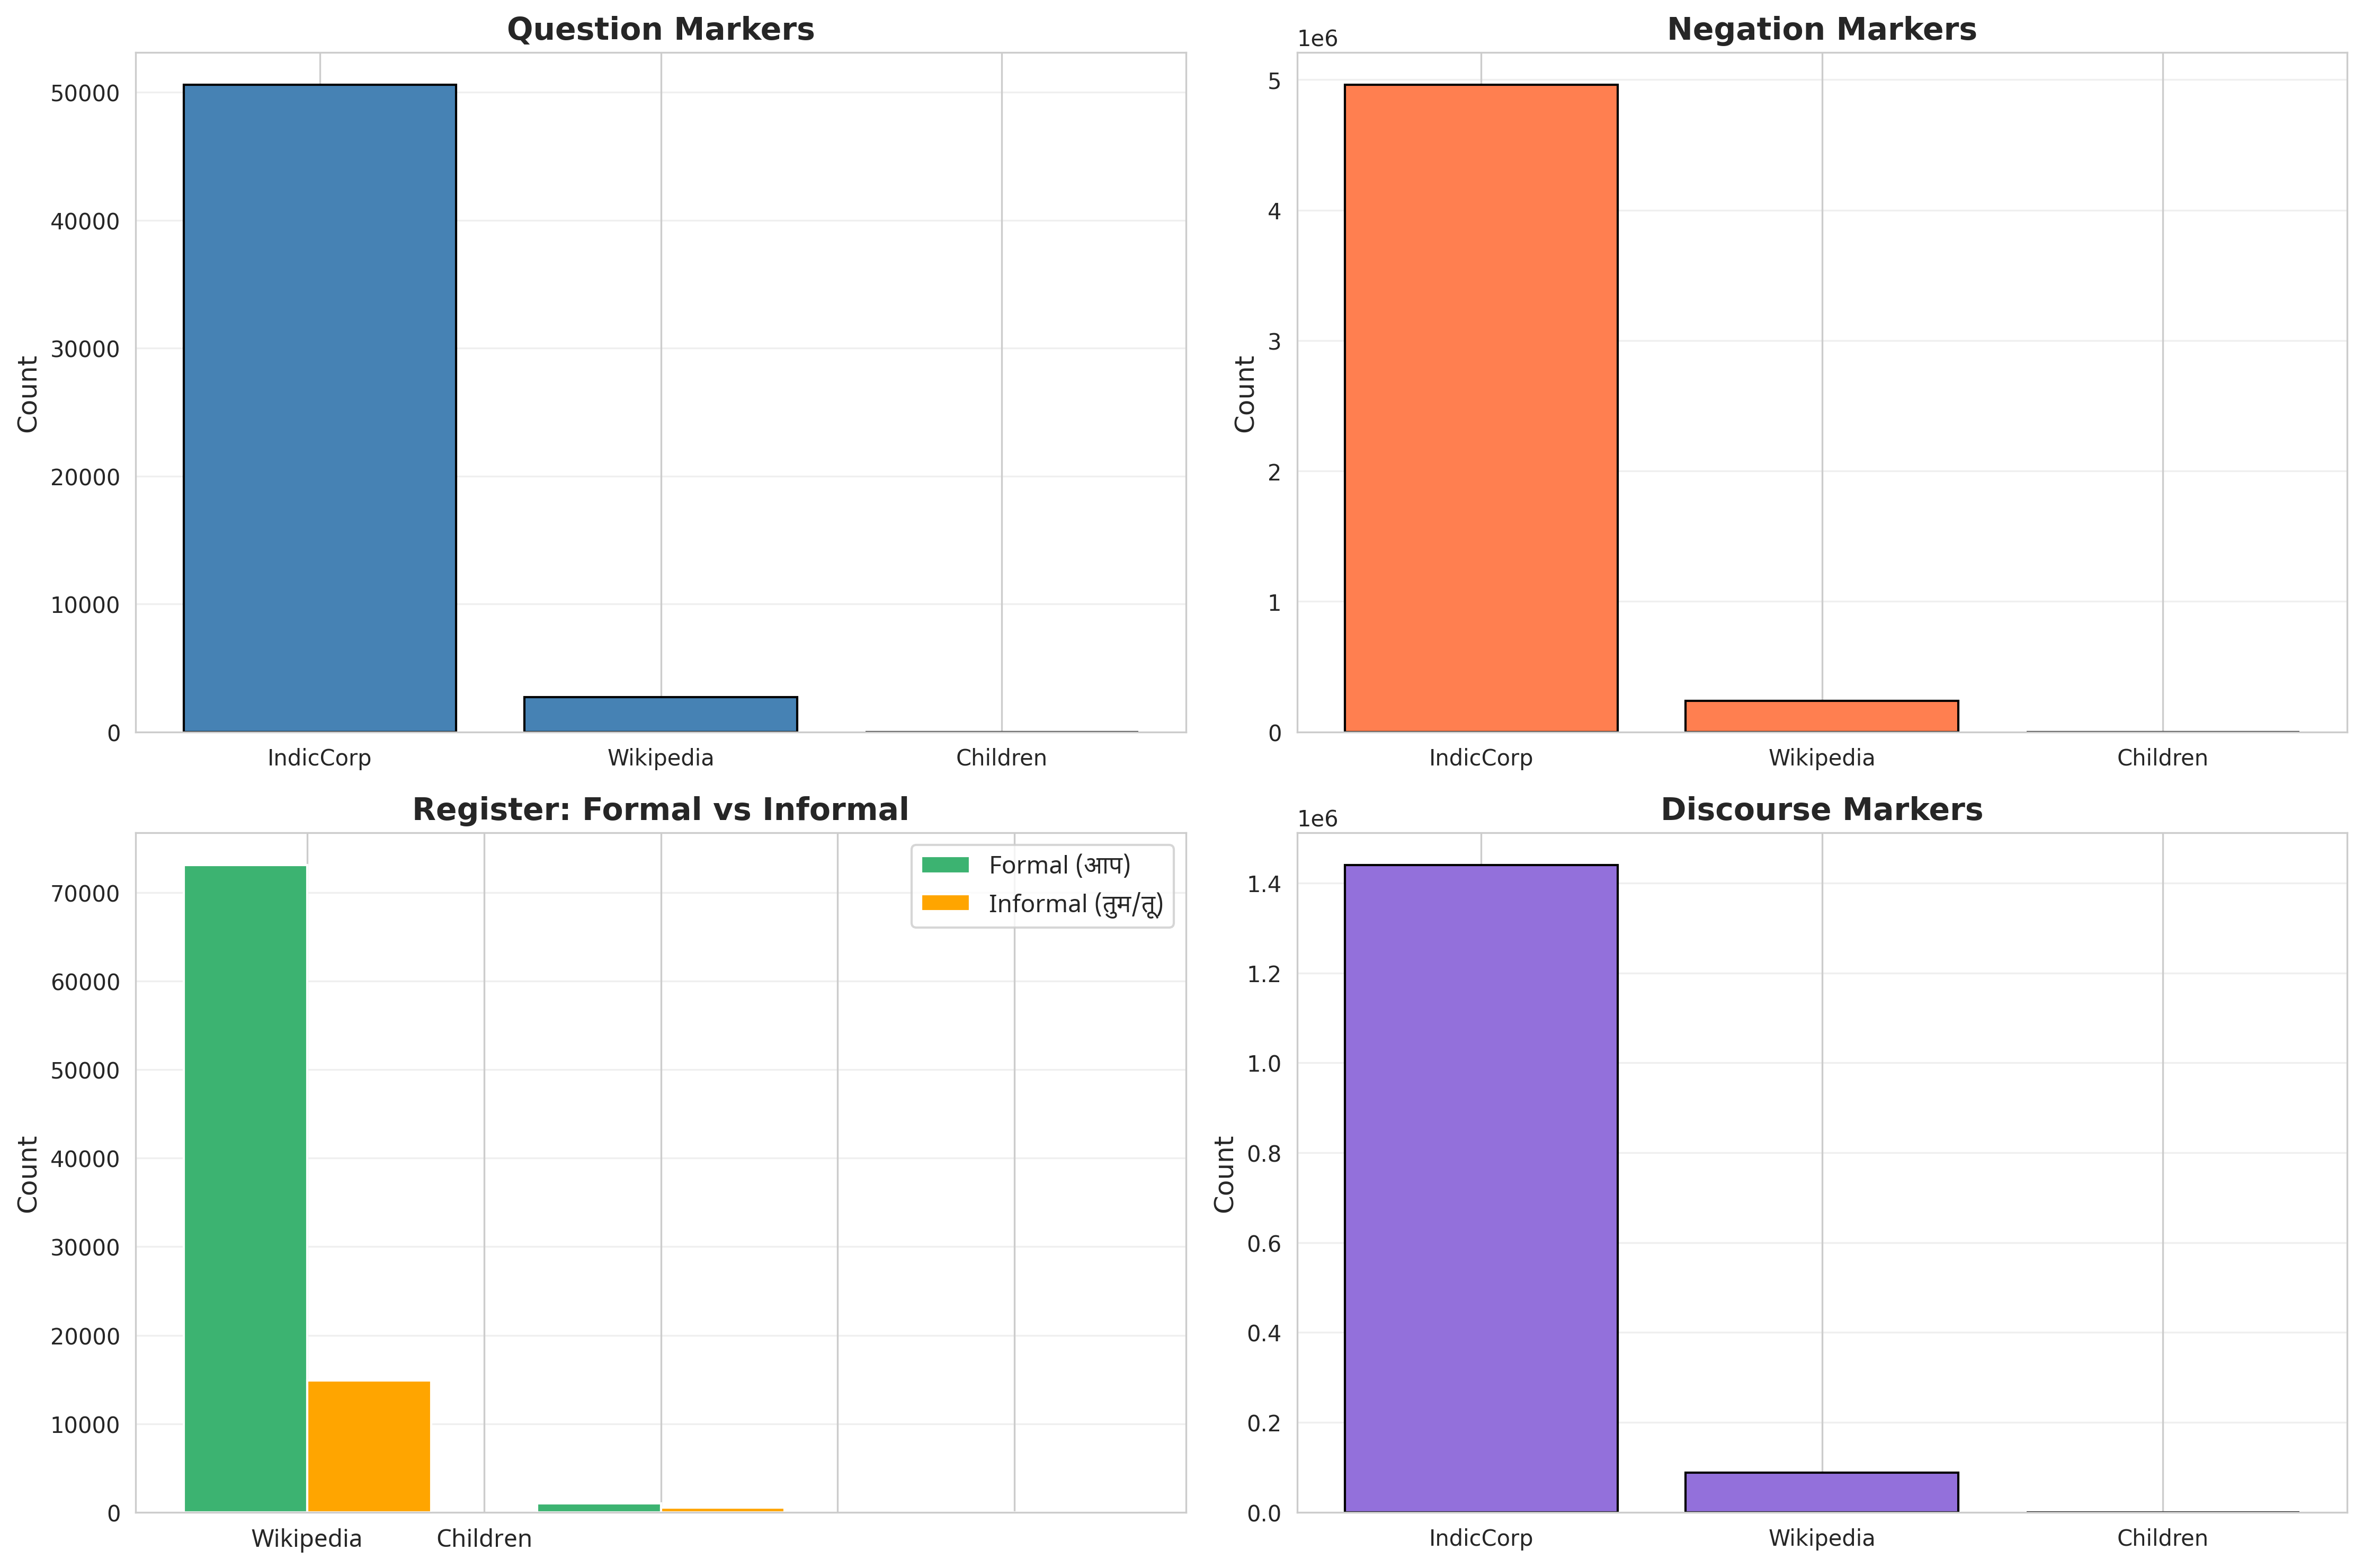 Question Markers
Count
50000
40000
30000
20000
10000
0
IndicCorp
Wikipedia
Children
Negation Markers
1e6
Count
5
4
3
2
1
0
IndicCorp
Wikipedia
Children
Register: Formal vs Informal
Formal (आप)
Informal (तुम/तू)
Count
70000
60000
50000
40000
30000
20000
10000
0
Wikipedia
Children
Discourse Markers
1e6
Count
1.4
1.2
1.0
0.8
0.6
0.4
0.2
0.0
IndicCorp
Wikipedia
Children